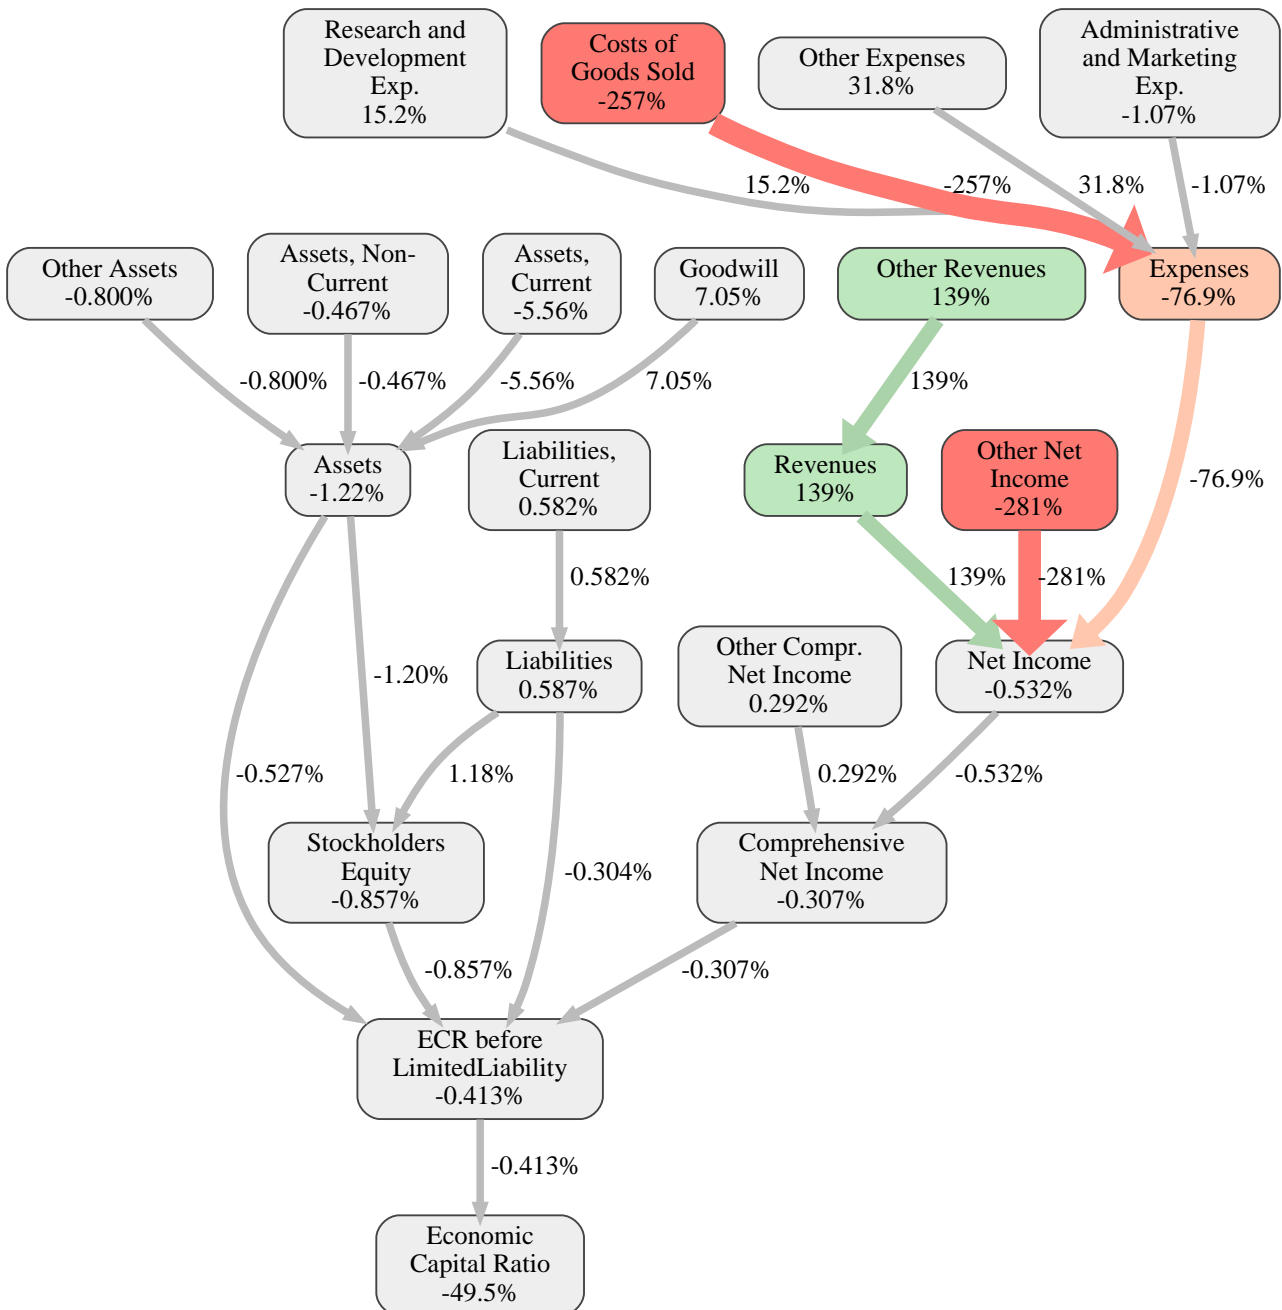 Research and
Development
Exp.
15.2%
Costs of
Goods Sold
-257%
Other Expenses
31.8%
Administrative
and Marketing
Exp.
-1.07%
15.2%
-257%
31.8%
-1.07%
Other Assets
-0.800%
Assets, Non-
Current
-0.467%
Assets,
Current
-5.56%
Goodwill
7.05%
Other Revenues
139%
Expenses
-76.9%
-0.800%
-0.467%
-5.56%
7.05%
139%
Assets
-1.22%
Liabilities,
Current
0.582%
Revenues
139%
Other Net
Income
-281%
-76.9%
0.582%
139%
-281%
-1.20%
Liabilities
0.587%
Other Compr.
Net Income
0.292%
Net Income
-0.532%
-0.527%
1.18%
0.292%
-0.532%
Stockholders
Equity
-0.857%
-0.304%
Comprehensive
Net Income
-0.307%
-0.857%
-0.307%
ECR before
LimitedLiability
-0.413%
-0.413%
Economic
Capital Ratio
-49.5%